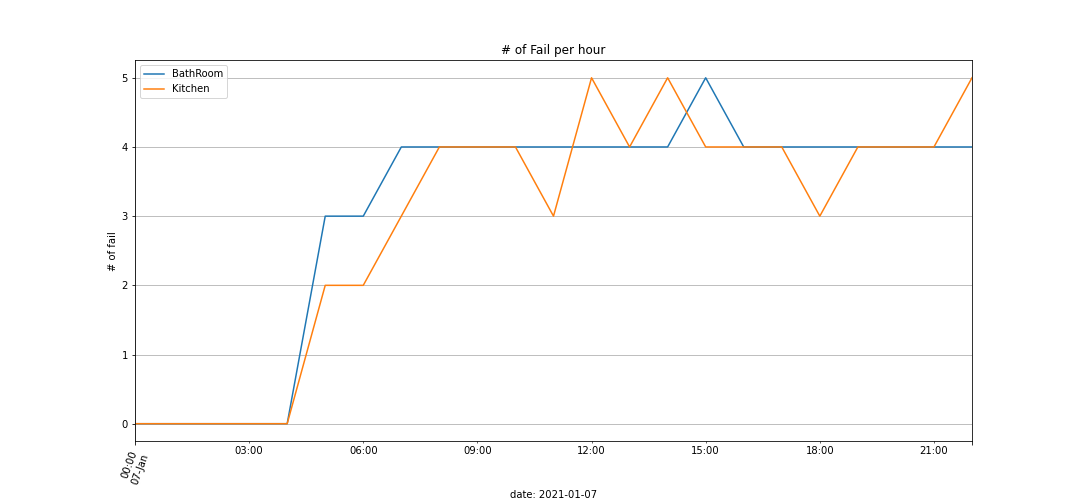 # of Fail per hour
BathRoom
Kitchen
# of fail
5
4
3
2
1
0
00:00
07-Jan
03:00
06:00
09:00
12:00
15:00
18:00
21:00
date: 2021-01-07